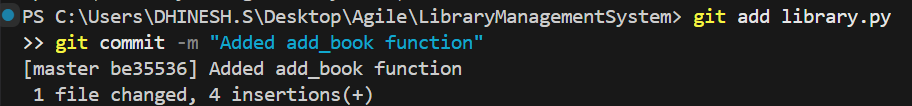 PS C:\Users\DHINESH.S\Desktop\Agile\LibraryManagementSystem> git add library.py
>> git commit -m "Added add_book function"
[master be35536] Added add_book function
 1 file changed, 4 insertions(+)